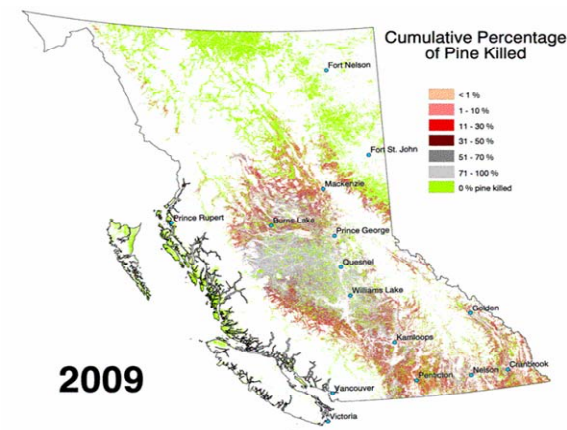 Cumulative Percentage
of Pine Killed
Fort Nelson
< 1 %
1 - 10 %
11 - 30 %
31 - 50 %
51 - 70 %
71 - 100 %
0 % pine killed
Fort St. John
Mackenzie
Prince Rupert
Burns Lake
Prince George
Quesnel
Williams Lake
Golden
Kamloops
Cranbrook
Penticton
Nelson
2009
Vancouver
Victoria